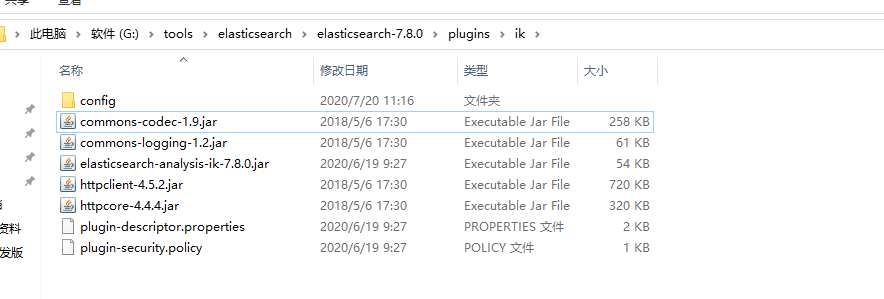 共享 查看
此电脑 > 软件 (G:) > tools > elasticsearch > elasticsearch-7.8.0 > plugins > ik >
名称 修改日期 类型 大小
config 2020/7/20 11:16 文件夹
commons-codec-1.9.jar 2018/5/6 17:30 Executable Jar File 258 KB
commons-logging-1.2.jar 2018/5/6 17:30 Executable Jar File 61 KB
elasticsearch-analysis-ik-7.8.0.jar 2020/6/19 9:27 Executable Jar File 54 KB
httpclient-4.5.2.jar 2018/5/6 17:30 Executable Jar File 720 KB
httpcore-4.4.4.jar 2018/5/6 17:30 Executable Jar File 320 KB
资料 plugin-descriptor.properties 2020/6/19 9:27 PROPERTIES 文件 2 KB
发版 plugin-security.policy 2020/6/19 9:27 POLICY 文件 1 KB